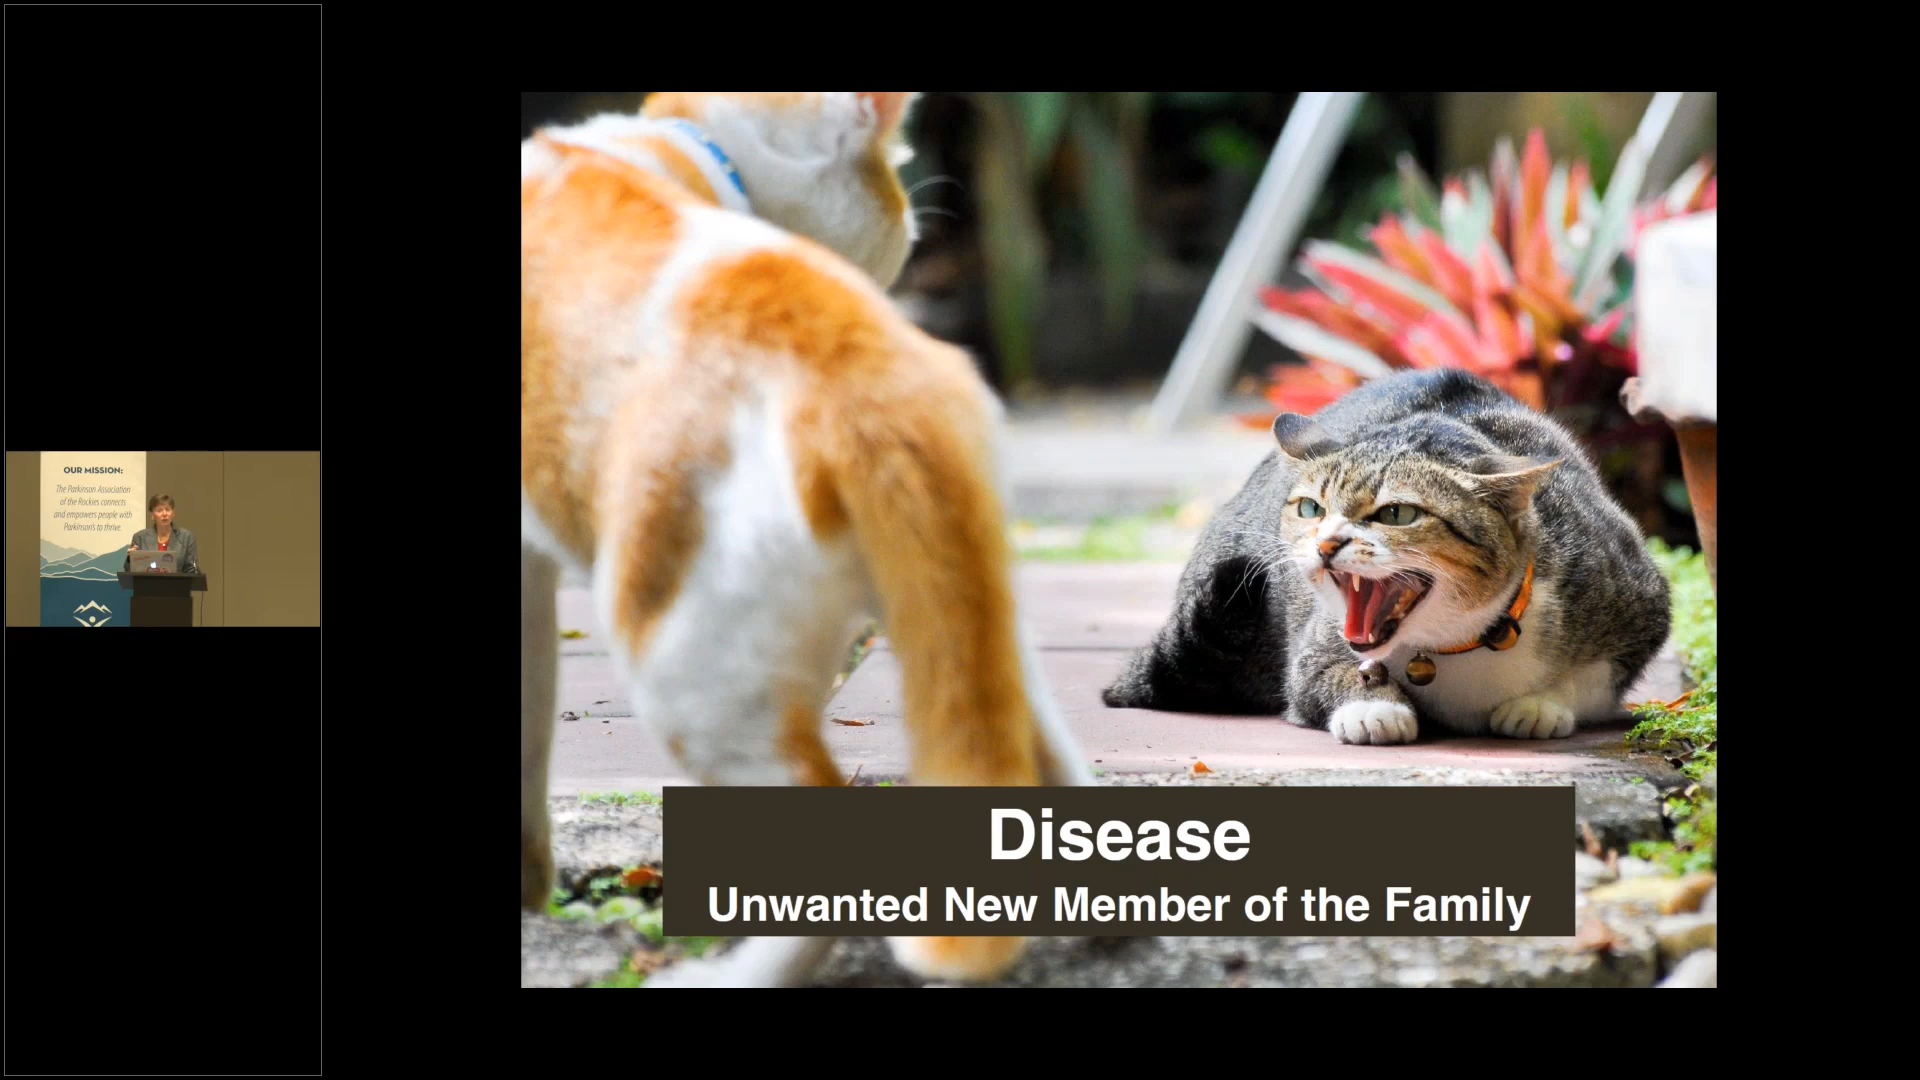 OUR MISSION:
The Parkinson Association
of the Rockies connects
and empowers people with
Parkinson's to thrive.
Disease
Unwanted New Member of the Family